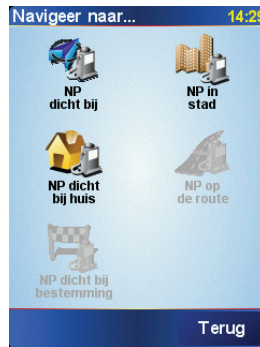 Navigeer naar... 14:29
NP
dicht bij
NP in
stad
NP dicht
bij huis
NP op
de route
NP dicht bij
bestemming
Terug